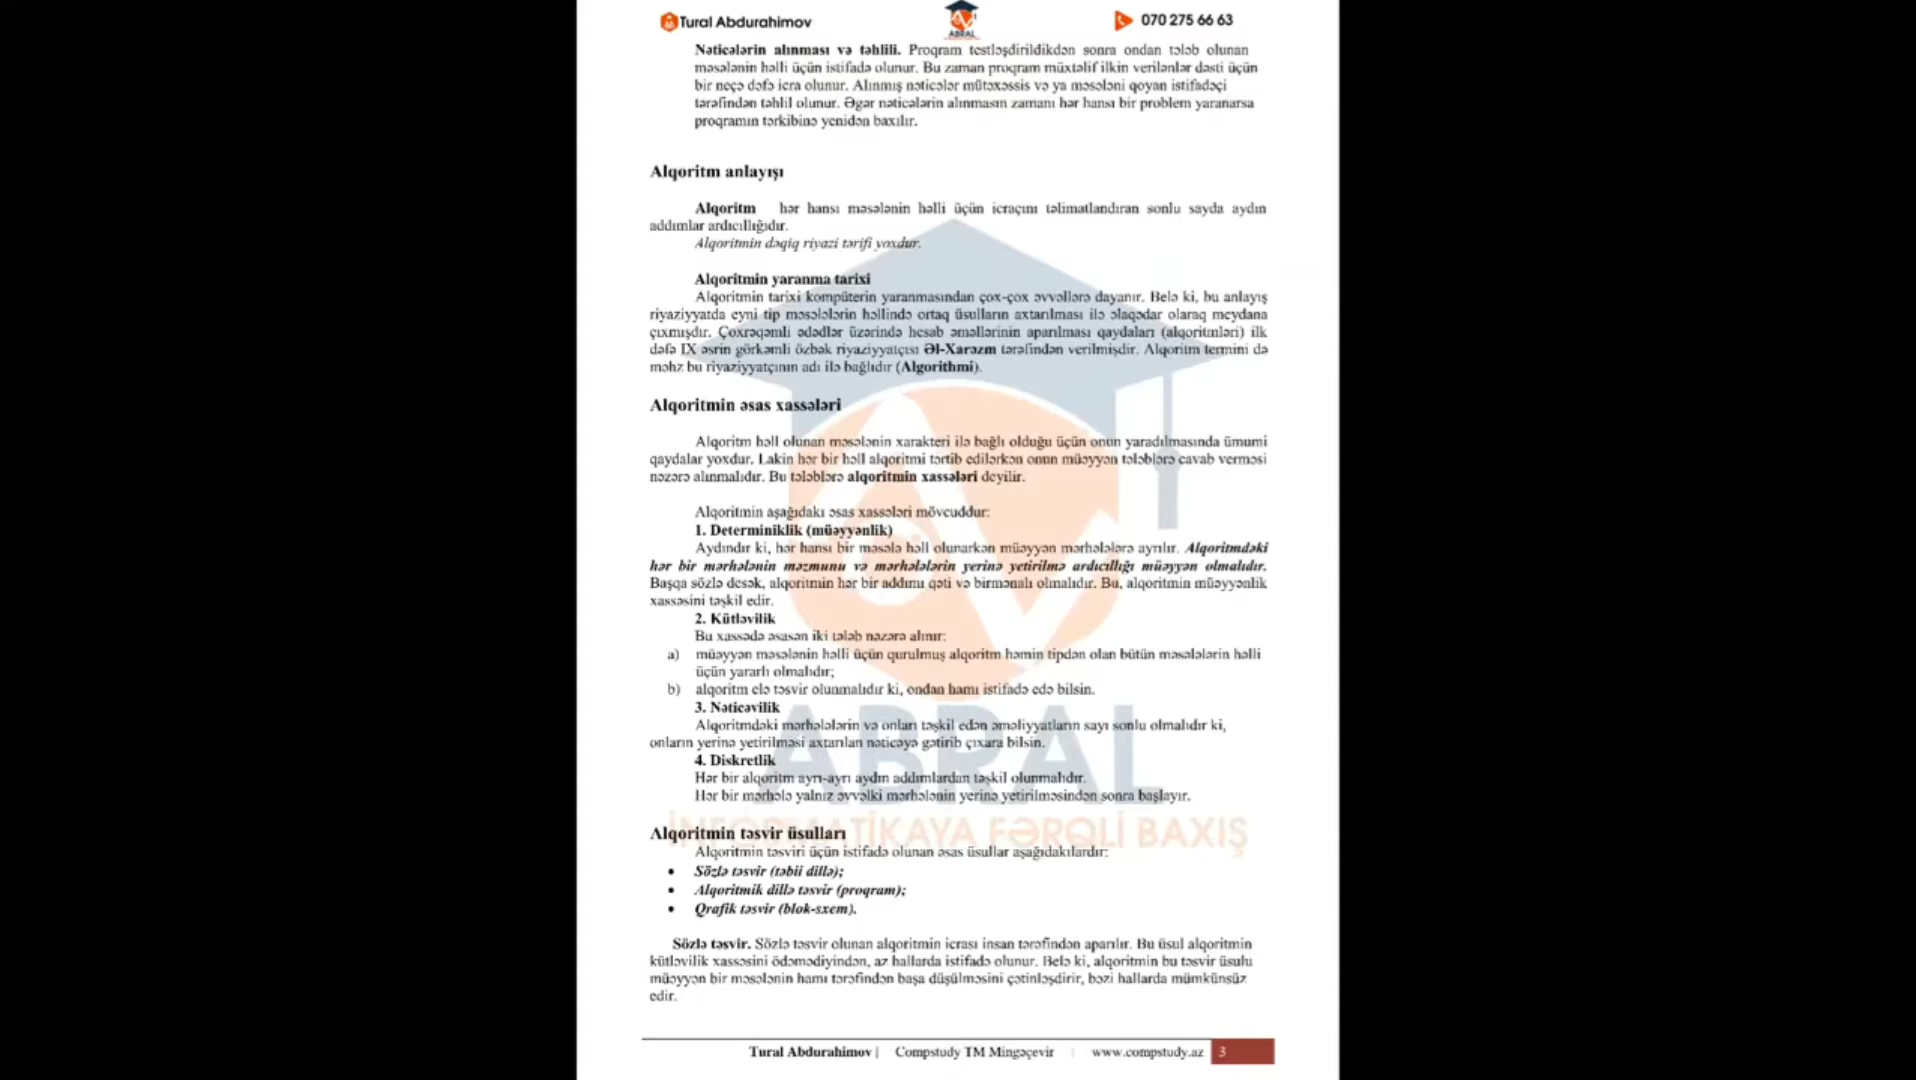 Tural Abdurahimov
ABRAL
070 275 66 63
Nəticələrin alınması və təhlili. Proqram testləşdirildikdən sonra ondan tələb olunan
məsələnin həlli üçün istifadə olunur. Bu zaman proqram müxtəlif ilkin verilənlər dəsti üçün
bir neçə dəfə icra olunur. Alınmış nəticələr mütəxəssis və ya məsələni qoyan istifadəçi
tərəfindən təhlil olunur. Əgər nəticələrin alınmasın zamanı hər hansı bir problem yaranarsa
proqramın tərkibinə yenidən baxılır.
Alqoritm anlayışı
Alqoritm hər hansı məsələnin həlli üçün icraçını təlimatlandıran sonlu sayda aydın
addımlar ardıcıllığıdır.
Alqoritmin dəqiq riyazi tərifi yoxdur.
Alqoritmin yaranma tarixi
Alqoritmin tarixi kompüterin yaranmasından çox-çox əvvəllərə dayanır. Belə ki, bu anlayış
riyaziyyatda eyni tip məsələlərin həllində ortaq üsulların axtarılması ilə əlaqədar olaraq meydana
çıxmışdır. Çoxrəqəmli ədədlər üzərində hesab əməllərinin aparılması qaydaları (alqoritmləri) ilk
dəfə IX əsrin görkəmli özbək riyaziyyatçısı Əl-Xarəzm tərəfindən verilmişdir. Alqoritm termini də
məhz bu riyaziyyatçının adı ilə bağlıdır (Algorithmi).
Alqoritmin əsas xassələri
Alqoritm həll olunan məsələnin xarakteri ilə bağlı olduğu üçün onun yaradılmasında ümumi
qaydalar yoxdur. Lakin hər bir həll alqoritmi tərtib edilərkən onun müəyyən tələblərə cavab verməsi
nəzərə alınmalıdır. Bu tələblərə alqoritmin xassələri deyilir.
Alqoritmin aşağıdakı əsas xassələri mövcuddur:
1. Determiniklik (müəyyənlik)
Aydındır ki, hər hansı bir məsələ həll olunarkən müəyyən mərhələlərə ayrılır. Alqoritmdəki
hər bir mərhələnin məzmunu və mərhələlərin yerinə yetirilmə ardıcıllığı müəyyən olmalıdır.
Başqa sözlə desək, alqoritmin hər bir addımı qəti və birmənalı olmalıdır. Bu, alqoritmin müəyyənlik
xassəsini təşkil edir.
2. Kütləvilik
Bu xassədə əsasən iki tələb nəzərə alınır:
a) müəyyən məsələnin həlli üçün qurulmuş alqoritm həmin tipdən olan bütün məsələlərin həlli
üçün yararlı olmalıdır;
b) alqoritm elə təsvir olunmalıdır ki, ondan hamı istifadə edə bilsin.
3. Nəticəvilik
Alqoritmdəki mərhələlərin və onları təşkil edən əməliyyatların sayı sonlu olmalıdır ki,
onların yerinə yetirilməsi axtarılan nəticəyə gətirib çıxara bilsin.
4. Diskretlik
Hər bir alqoritm ayrı-ayrı aydın addımlardan təşkil olunmalıdır.
Hər bir mərhələ yalnız əvvəlki mərhələnin yerinə yetirilməsindən sonra başlayır.
ABRAL
İNFORMATİKAYA FƏRQLİ BAXIŞ
Alqoritmin təsvir üsulları
Alqoritmin təsviri üçün istifadə olunan əsas üsullar aşağıdakılardır:
• Sözlə təsvir (təbii dillə);
• Alqoritmik dillə təsvir (proqram);
• Qrafik təsvir (blok-sxem).
Sözlə təsvir. Sözlə təsvir olunan alqoritmin icrası insan tərəfindən aparılır. Bu üsul alqoritmin
kütləvilik xassəsini ödəmədiyindən, az hallarda istifadə olunur. Belə ki, alqoritmin bu təsvir üsulu
müəyyən bir məsələnin hamı tərəfindən başa düşülməsini çətinləşdirir, bəzi hallarda mümkünsüz
edir.
Tural Abdurahimov | Compstudy TM Mingəçevir | www.compstudy.az 3